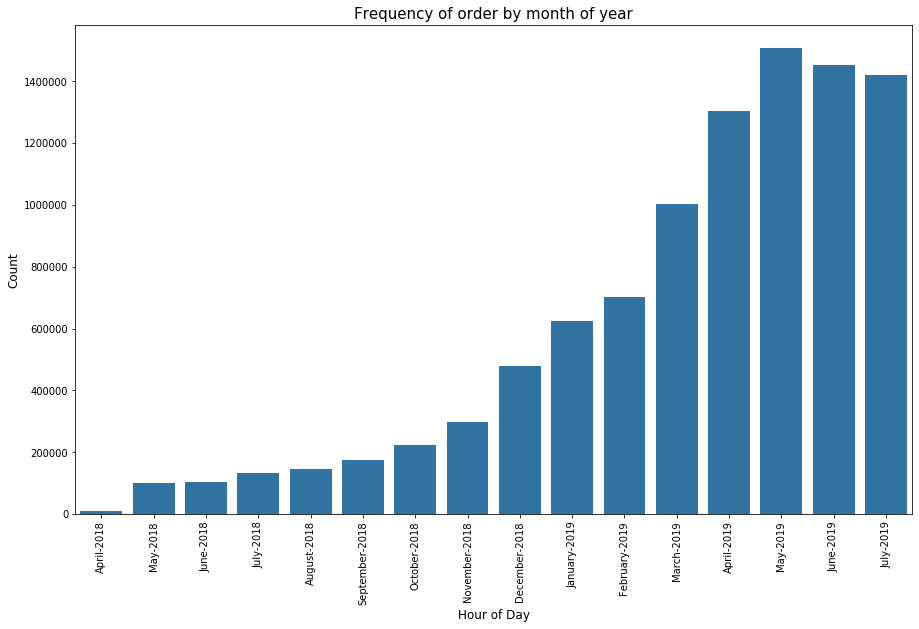 Frequency of order by month of year
Count
1400000
1200000
1000000
800000
600000
400000
200000
0
April-2018
May-2018
June-2018
July-2018
August-2018
September-2018
October-2018
November-2018
December-2018
January-2019
February-2019
March-2019
April-2019
May-2019
June-2019
July-2019
Hour of Day